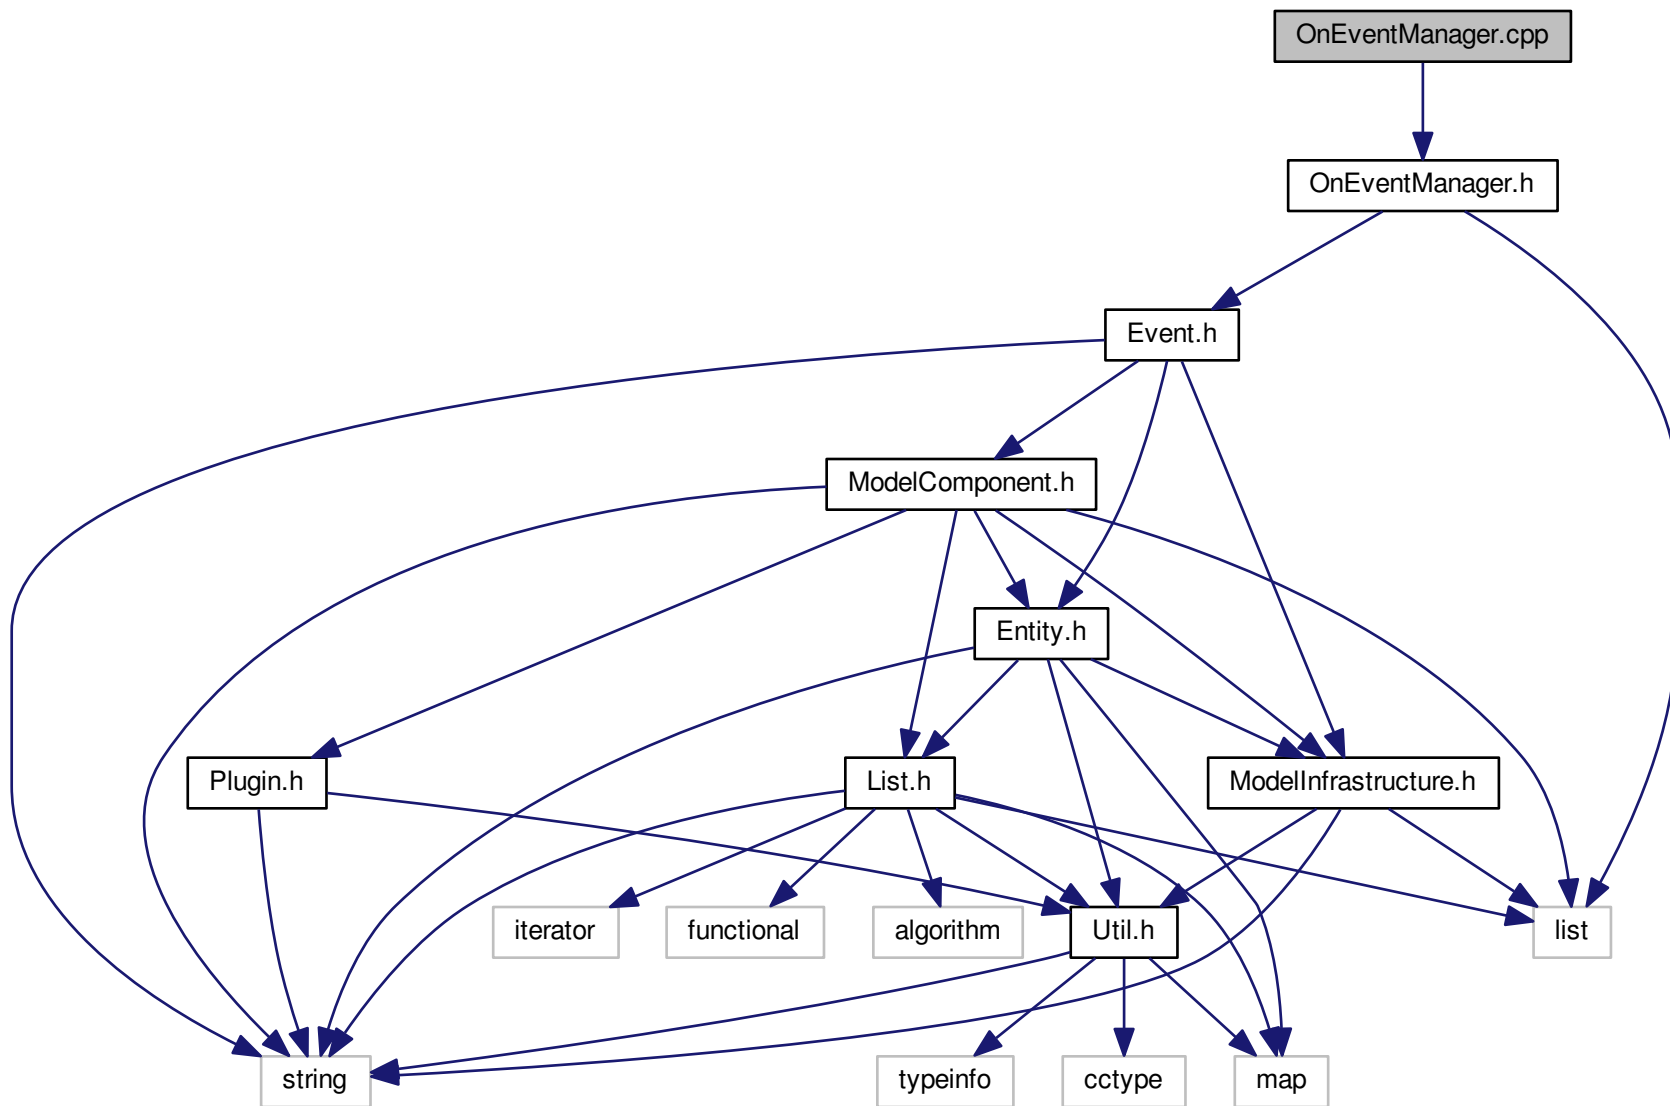 OnEventManager.cpp
OnEventManager.h
Event.h
ModelComponent.h
Entity.h
Plugin.h
List.h
ModelInfrastructure.h
iterator
functional
algorithm
Util.h
list
string
typeinfo
cctype
map